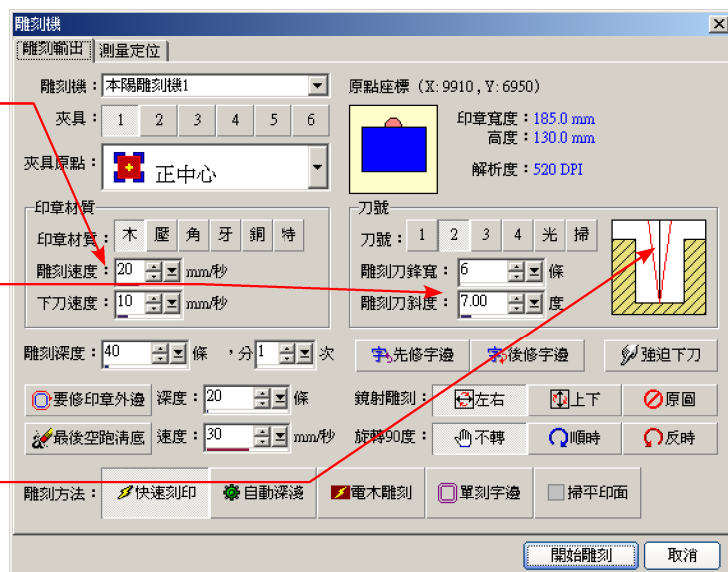 雕刻機
雕刻輸出 測量定位
雕刻機：本陽雕刻機1 原點座標（X:9910,Y:6950）
夾具： 1 2 3 4 5 6
印章寬度：185.0 mm
高度：130.0 mm
夾具原點： 正中心
解析度：520 DPI
印章材質 刀號
印章材質： 木 壓 角 牙 銅 特 刀號： 1 2 3 4 光 掃
雕刻速度：20 mm/秒 雕刻刀鋒寬：6 條
下刀速度：10 mm/秒 雕刻刀斜度：7.00 度
雕刻深度：40 條 ，分1 次 字 先修字邊 字 後修字邊 強迫下刀
要修印章外邊 深度：20 條 鏡射雕刻： 左右 上下 原圖
最後空跑清底 速度：30 mm/秒 旋轉90度： 不轉 順時 反時
雕刻方法： 快速刻印 自動深淺 電木雕刻 單刻字邊 掃平印面
開始雕刻 取消